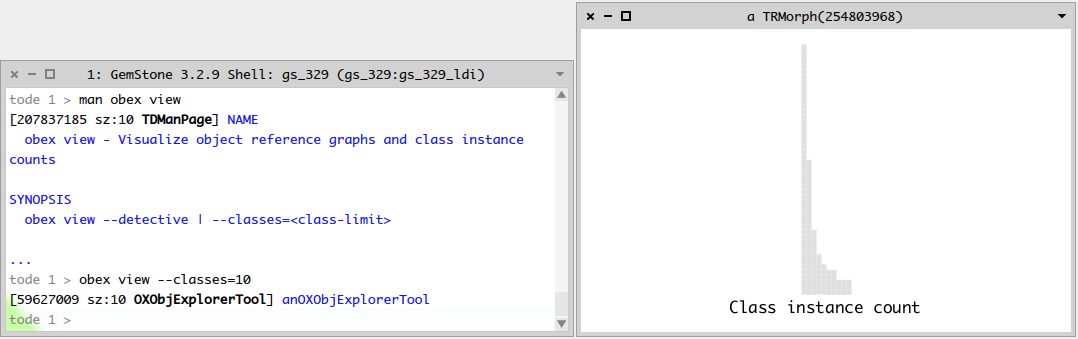 1: GemStone 3.2.9 Shell: gs_329 (gs_329:gs_329_ldi)
tode 1 > man obex view
[207837185 sz:10 TDManPage] NAME
obex view - Visualize object reference graphs and class instance
counts
SYNOPSIS
obex view --detective | --classes=<class-limit>
...
tode 1 > obex view --classes=10
[59627009 sz:10 OXObjExplorerTool] anOXObjExplorerTool
tode 1 >
a TRMorph(254803968)
Class instance count